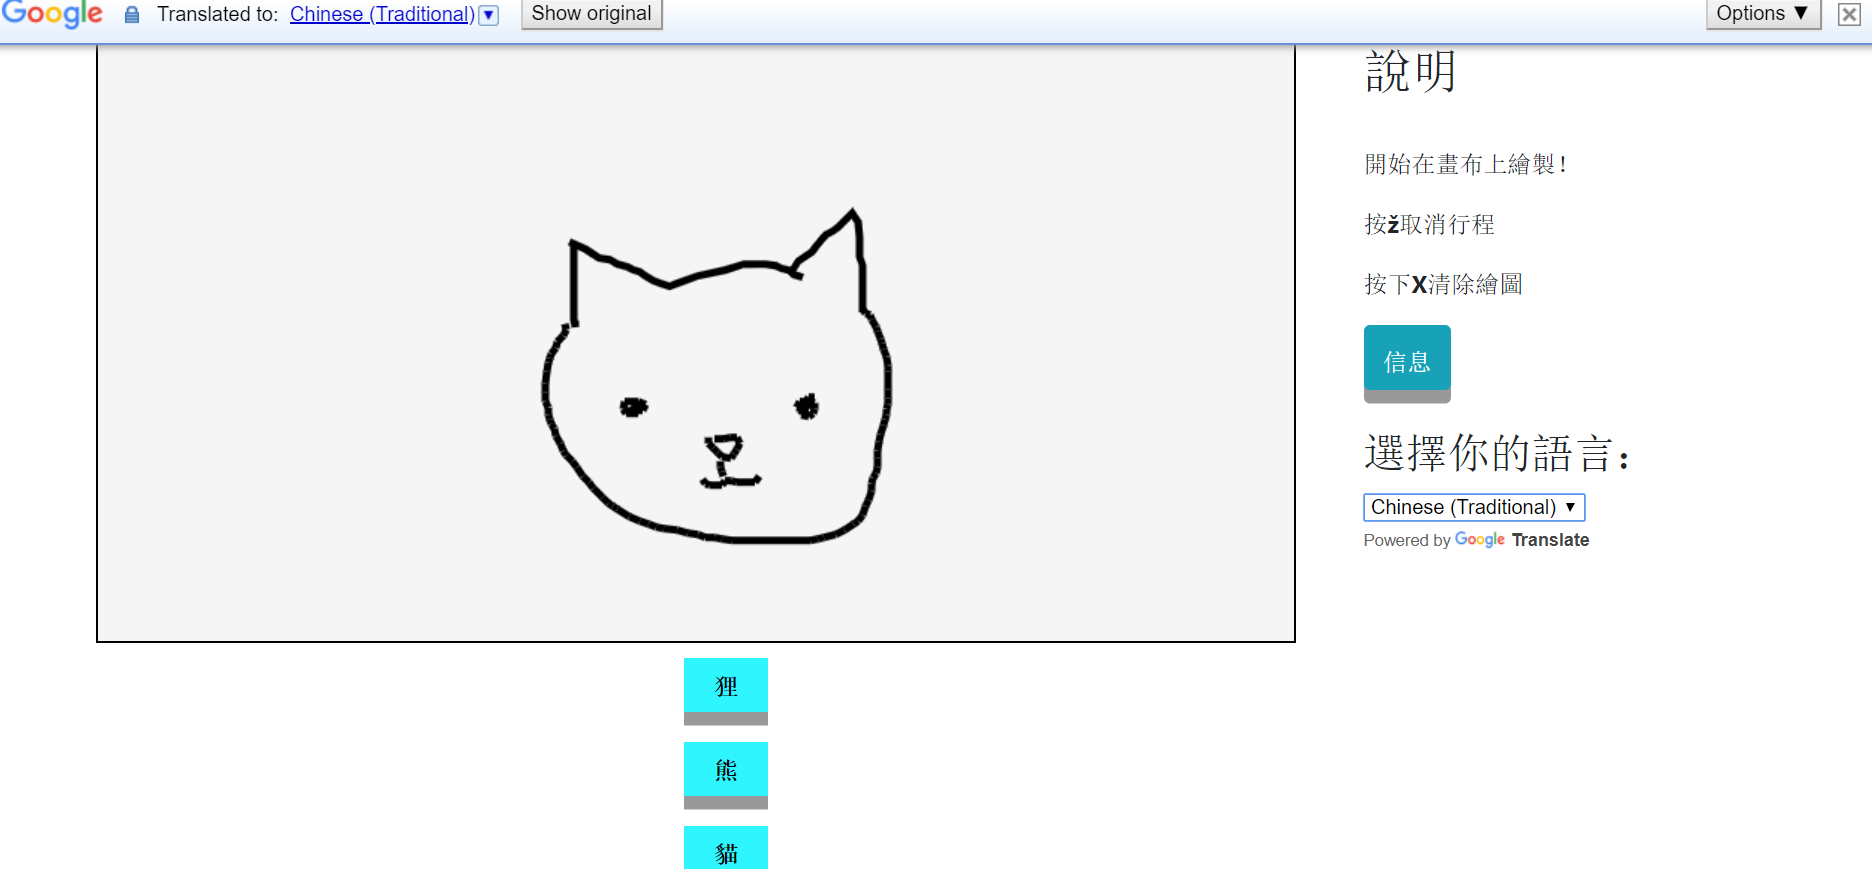 Google Translated to: Chinese (Traditional) ▼ Show original Options ▼
說明
開始在畫布上繪製！
按ž取消行程
按下X清除繪圖
信息
選擇你的語言：
Chinese (Traditional) ▼
Powered by Google Translate
狸
熊
貓